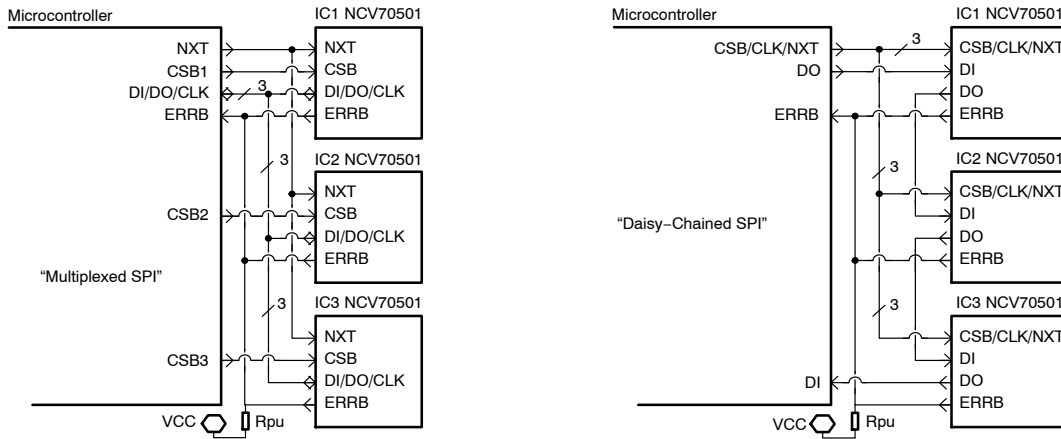 Microcontroller
IC1 NCV70501
NXT
CSB1
DI/DO/CLK
ERRB
3
NXT
CSB
DI/DO/CLK
ERRB
3
IC2 NCV70501
CSB2
NXT
CSB
DI/DO/CLK
ERRB
“Multiplexed SPI”
3
IC3 NCV70501
CSB3
NXT
CSB
DI/DO/CLK
ERRB
VCC
Rpu
Microcontroller
IC1 NCV70501
CSB/CLK/NXT
DO
ERRB
3
CSB/CLK/NXT
DI
DO
ERRB
3
IC2 NCV70501
CSB/CLK/NXT
DI
DO
ERRB
“Daisy−Chained SPI”
3
IC3 NCV70501
CSB/CLK/NXT
DI
DO
ERRB
DI
VCC
Rpu